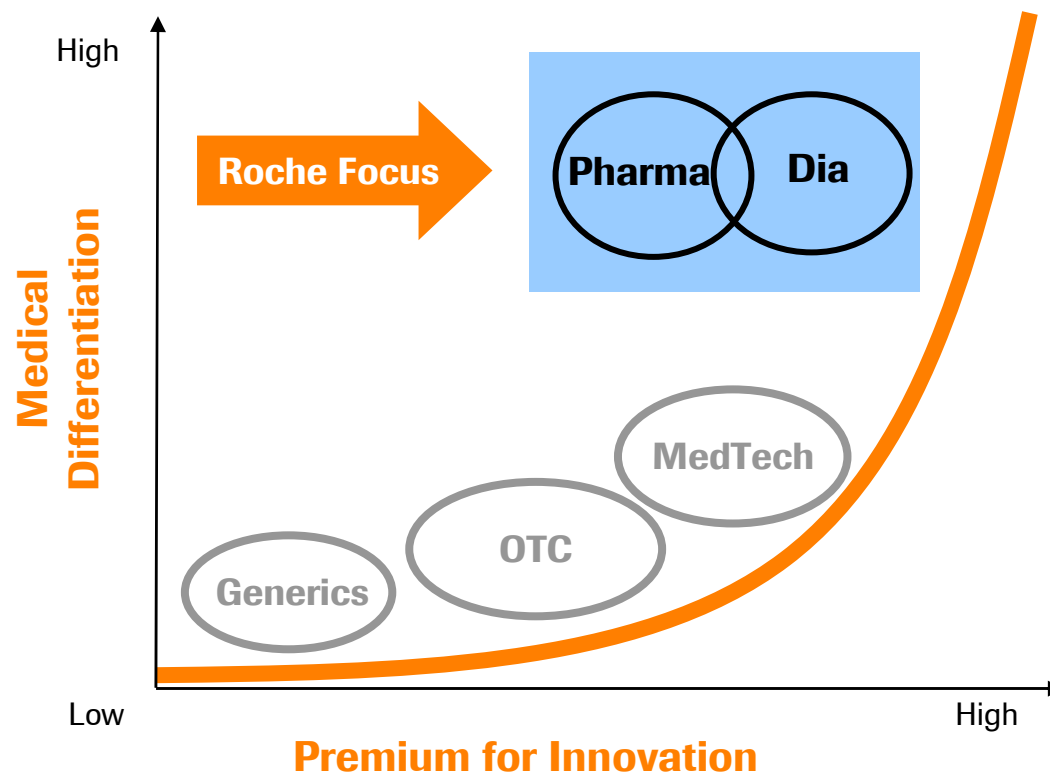 High
Roche Focus
Pharma
Dia
Medical
Differentiation
MedTech
OTC
Generics
Low
High
Premium for Innovation